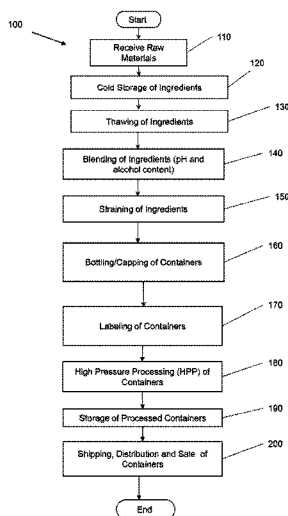 100
Start
Receive Raw
Materials
110
Cold Storage of Ingredients
120
Thawing of Ingredients
130
Blending of Ingredients (pH and
alcohol content)
140
Straining of Ingredients
150
Bottling/Capping of Containers
160
Labeling of Containers
170
High Pressure Processing (HPP) of
Containers
180
Storage of Processed Containers
190
Shipping, Distribution and Sale of
Containers
200
End